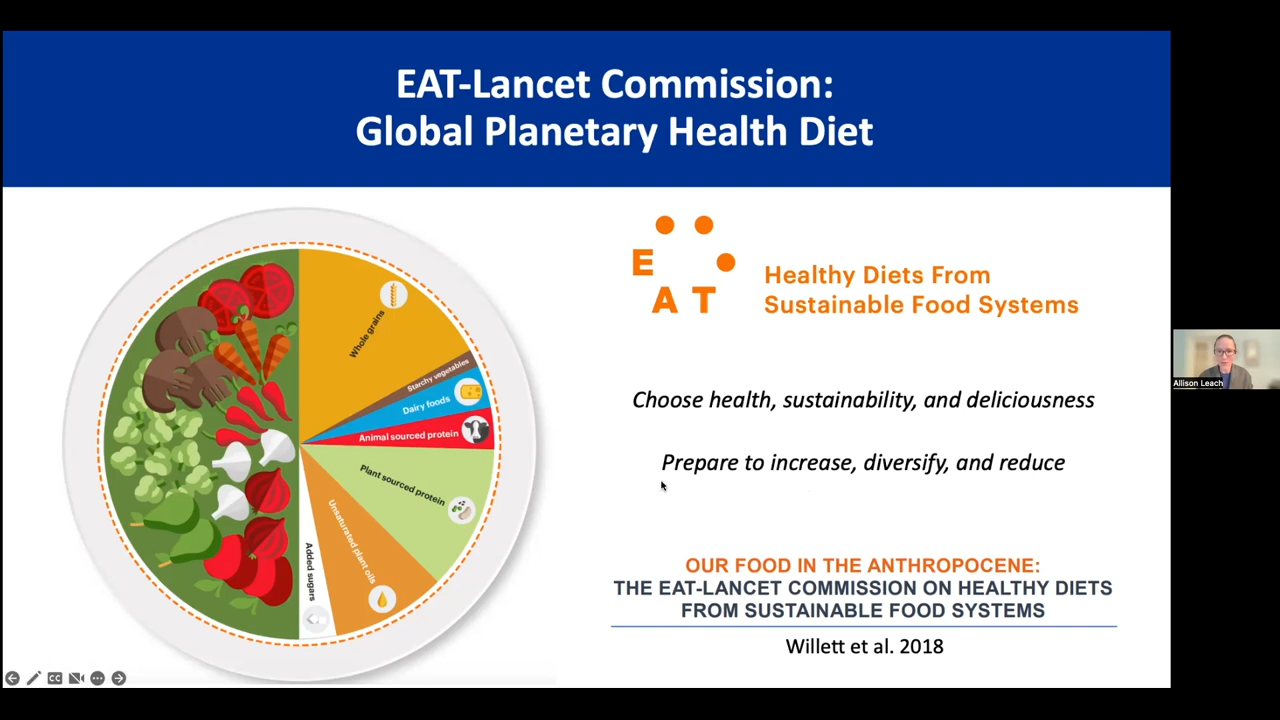 EAT-Lancet Commission:
Global Planetary Health Diet
Whole grains
Starchy vegetables
Dairy foods
Animal sourced protein
Plant sourced protein
Unsaturated plant oils
Added sugars
E
A T
Healthy Diets From
Sustainable Food Systems
Choose health, sustainability, and deliciousness
Prepare to increase, diversify, and reduce
OUR FOOD IN THE ANTHROPOCENE:
THE EAT-LANCET COMMISSION ON HEALTHY DIETS
FROM SUSTAINABLE FOOD SYSTEMS
Willett et al. 2018
Allison Leach
CC